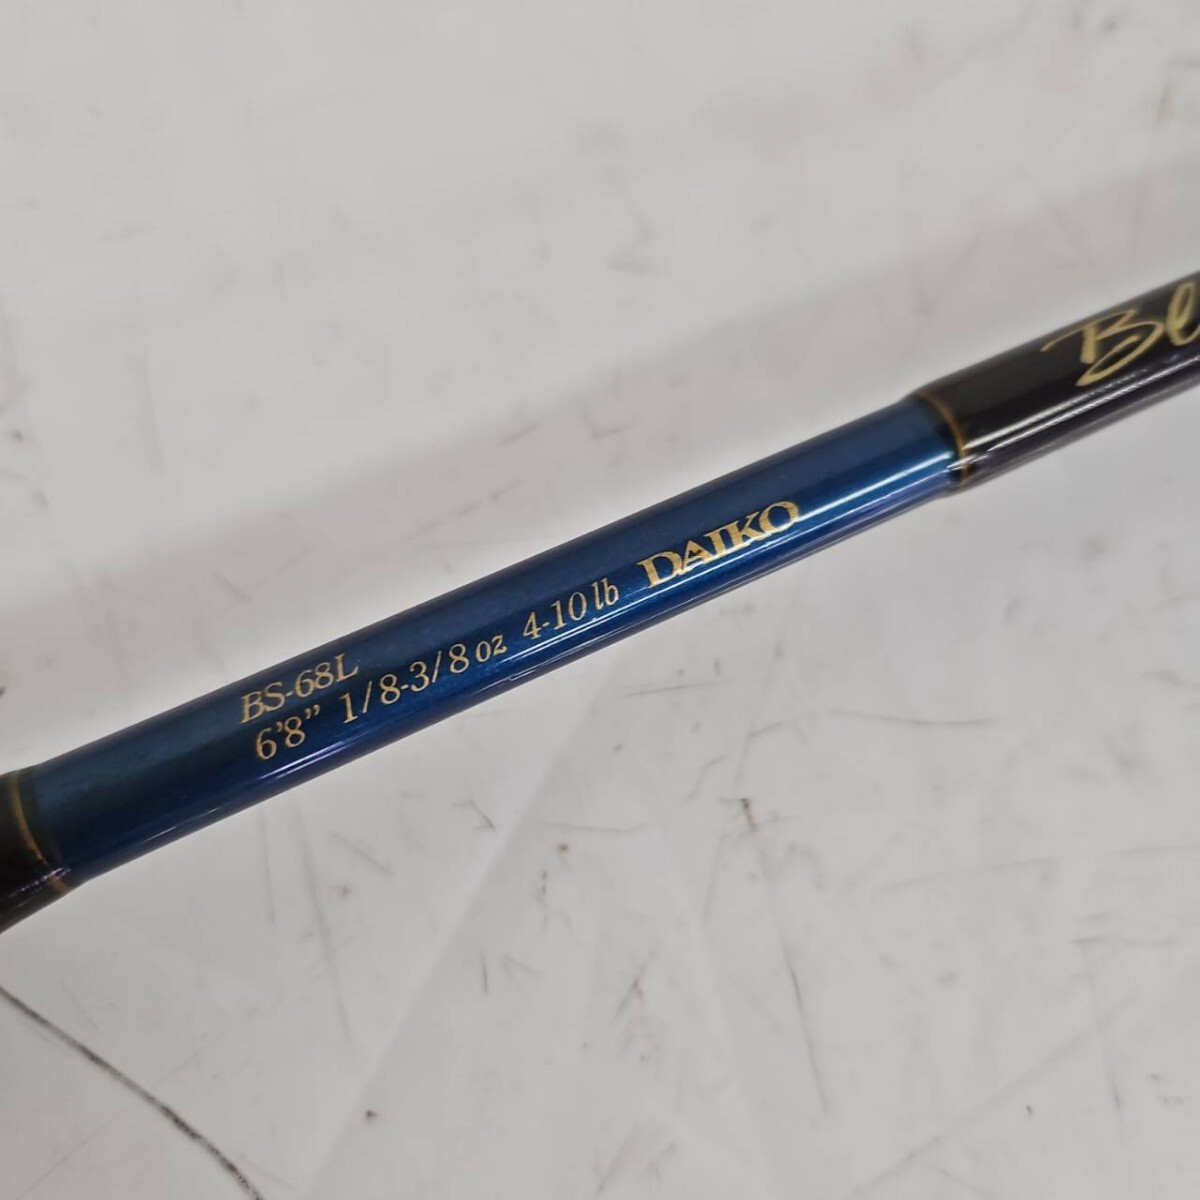 BS-68L
6'8" 1/8-3/8 oz 4-10 lb DAIKO